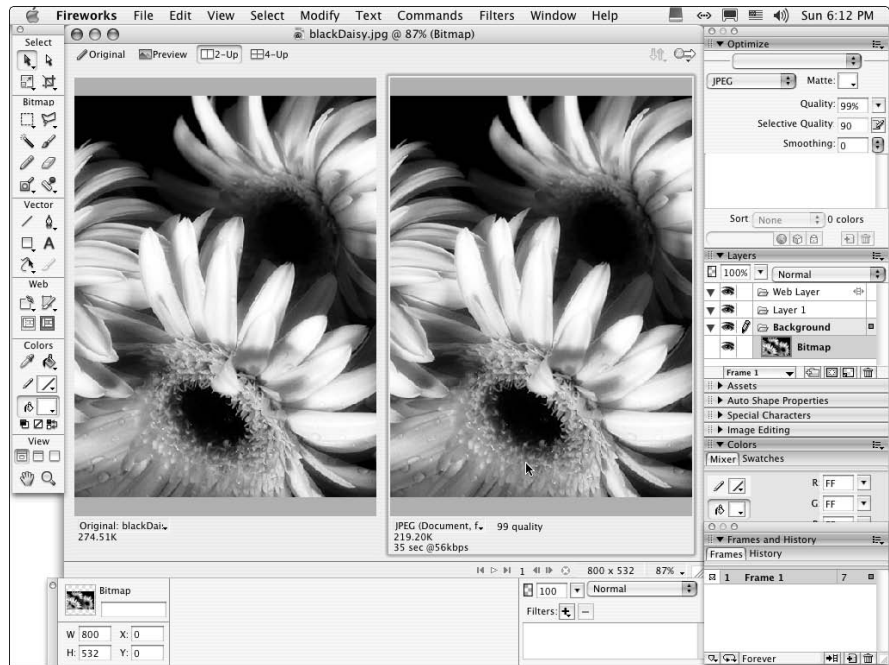 Fireworks File Edit View Select Modify Text Commands Filters Window Help Sun 6:12 PM
blackDaisy.jpg @ 87% (Bitmap)
Original Preview 2-Up 4-Up
Select
Bitmap
Vector
A
Web
Colors
View
Original: blackDai
274.51K
JPEG (Document, f 99 quality
219.20K
35 sec @56kbps
1 800 x 532 87%
Bitmap
W 800 X: 0
H: 532 Y: 0
100 Normal
Filters:
Optimize
JPEG Matte:
Quality: 99%
Selective Quality 90
Smoothing: 0
Sort None 0 colors
Layers
100% Normal
Web Layer
Layer 1
Background
Bitmap
Frame 1
Assets
Auto Shape Properties
Special Characters
Image Editing
Colors
Mixer Swatches
R FF
G FF
Frames and History
Frames History
1 Frame 1 7
Forever